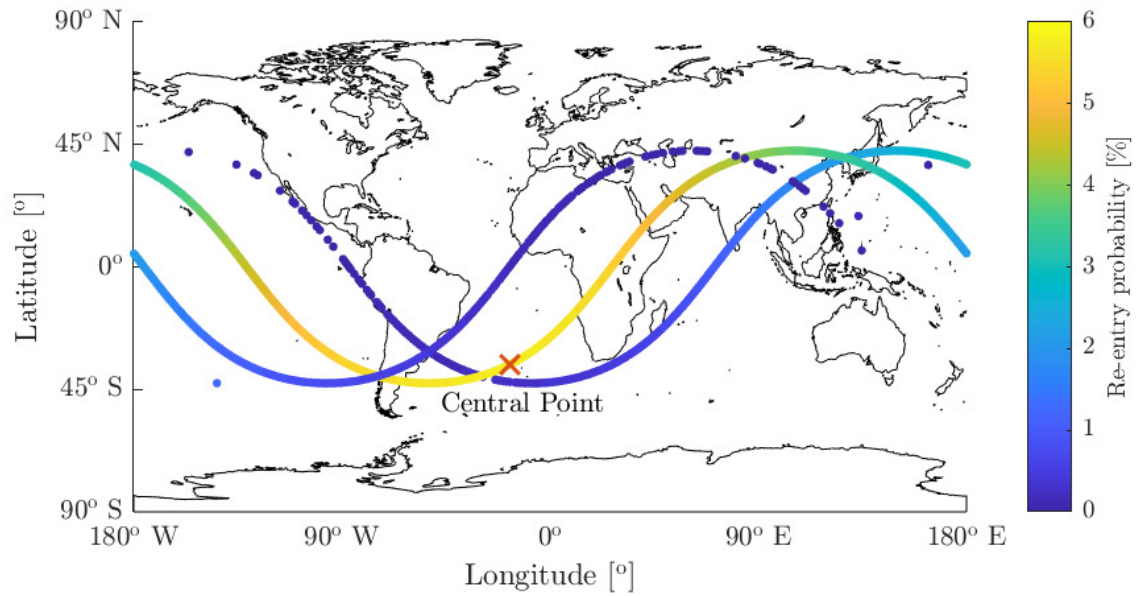 90° N
45° N
0°
45° S
90° S
Latitude [°]
180° W
90° W
0°
90° E
180° E
Longitude [°]
Central Point
6
5
4
3
2
1
0
Re-entry probability [%]